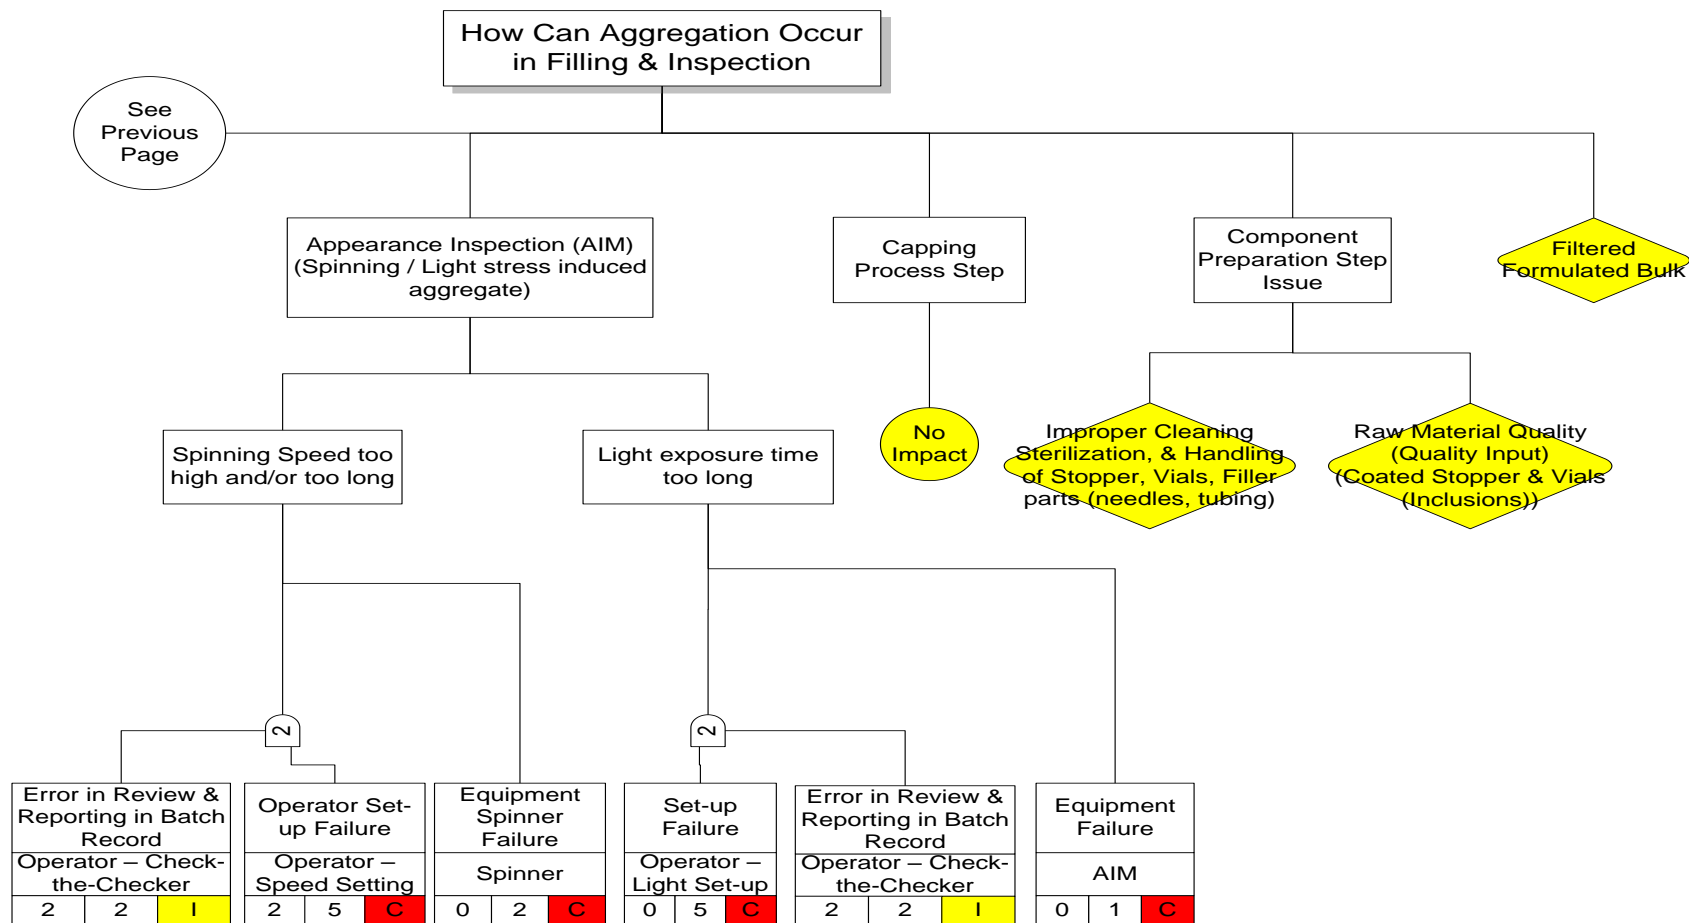 How Can Aggregation Occur
in Filling & Inspection
See
Previous
Page
Appearance Inspection (AIM)
(Spinning / Light stress induced
aggregate)
Capping
Process Step
Component
Preparation Step
Issue
Filtered
Formulated Bulk
Spinning Speed too
high and/or too long
Light exposure time
too long
No
Impact
Improper Cleaning
Sterilization, & Handling
of Stopper, Vials, Filler
parts (needles, tubing)
Raw Material Quality
(Quality Input)
(Coated Stopper & Vials
(Inclusions))
2
2
Error in Review &
Reporting in Batch
Record
Operator – Check-
the-Checker
2 2 I
Operator Set-
up Failure
Operator –
Speed Setting
2 5 C
Equipment
Spinner
Failure
Spinner
0 2 C
Set-up
Failure
Operator –
Light Set-up
0 5 C
Error in Review &
Reporting in Batch
Record
Operator – Check-
the-Checker
2 2 I
Equipment
Failure
AIM
0 1 C